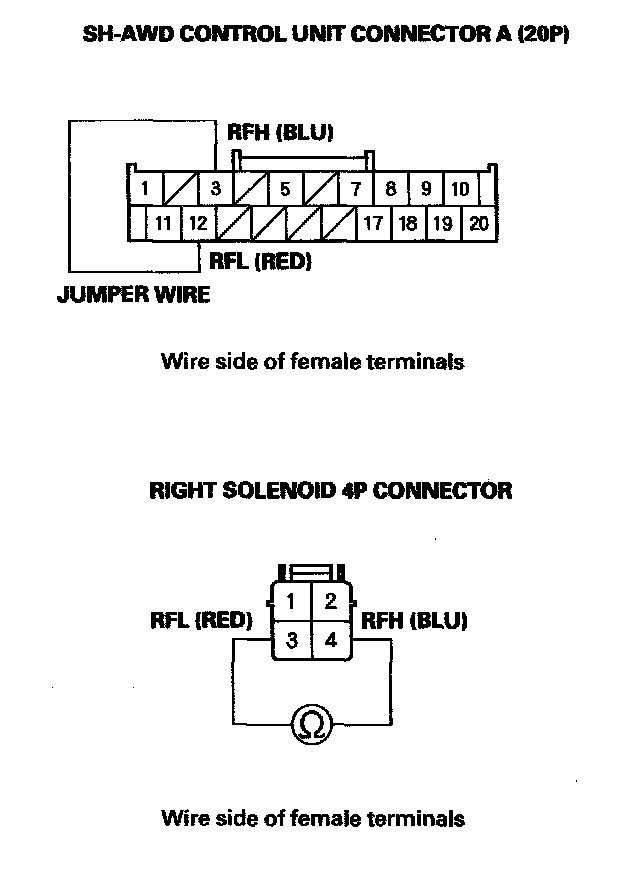 SH-AWD CONTROL UNIT CONNECTOR A (20P)
RFH (BLU)
1 3 5 7 8 9 10
11 12 17 18 19 20
RFL (RED)
JUMPER WIRE
Wire side of female terminals
RIGHT SOLENOID 4P CONNECTOR
1 2
RFL (RED) RFH (BLU)
3 4
Ω
Wire side of female terminals